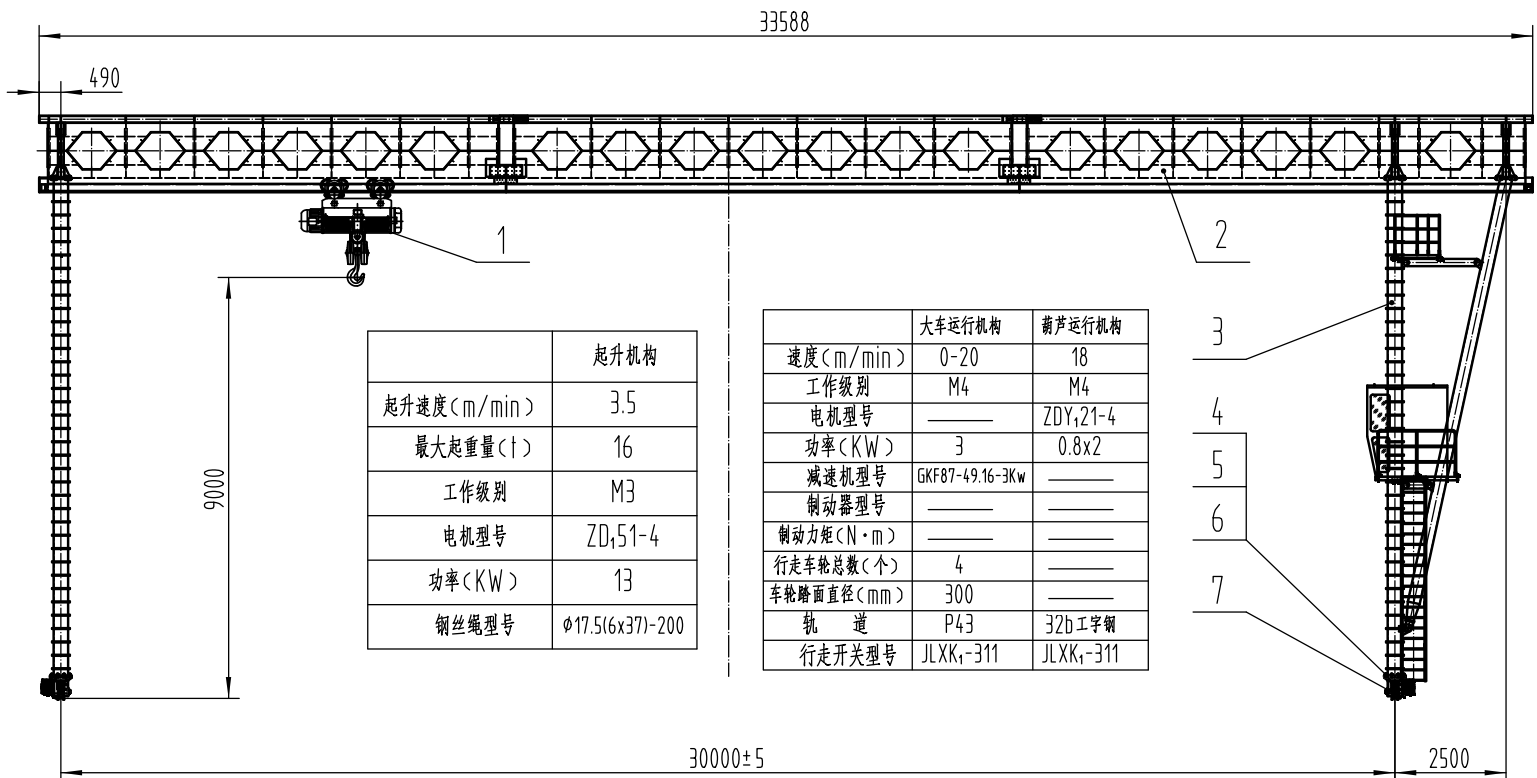 33588
490
1
2
3
4
5
6
7
9000
起升机构
起升速度(m/min) 3.5
最大起重量(t) 16
工作级别 M3
电机型号 ZD₁51-4
功率(KW) 13
钢丝绳型号 ϕ17.5(6x37)-200
大车运行机构 葫芦运行机构
速度(m/min) 0-20 18
工作级别 M4 M4
电机型号 —— ZDY₁21-4
功率(KW) 3 0.8x2
减速机型号 GKF87-49.16-3Kw ——
制动器型号 —— ——
制动力矩(N·m) —— ——
行走车轮总数(个) 4 ——
车轮踏面直径(mm) 300 ——
轨 道 P43 32b工字钢
行走开关型号 JLXK₁-311 JLXK₁-311
30000±5
2500